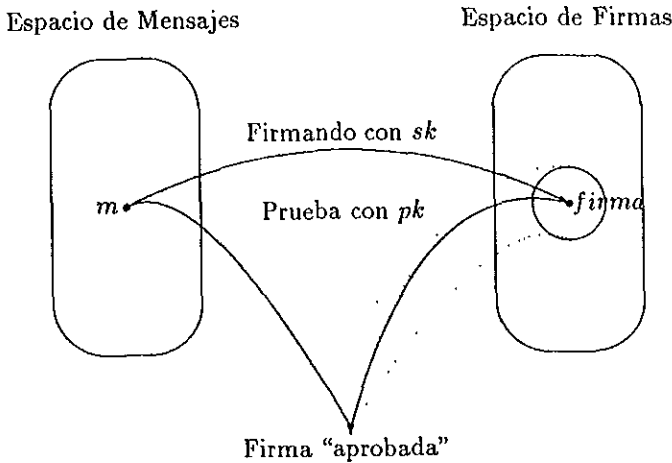 Espacio de Mensajes
Espacio de Firmas
Firmando con sk
m
firma
Prueba con pk
Firma “aprobada”